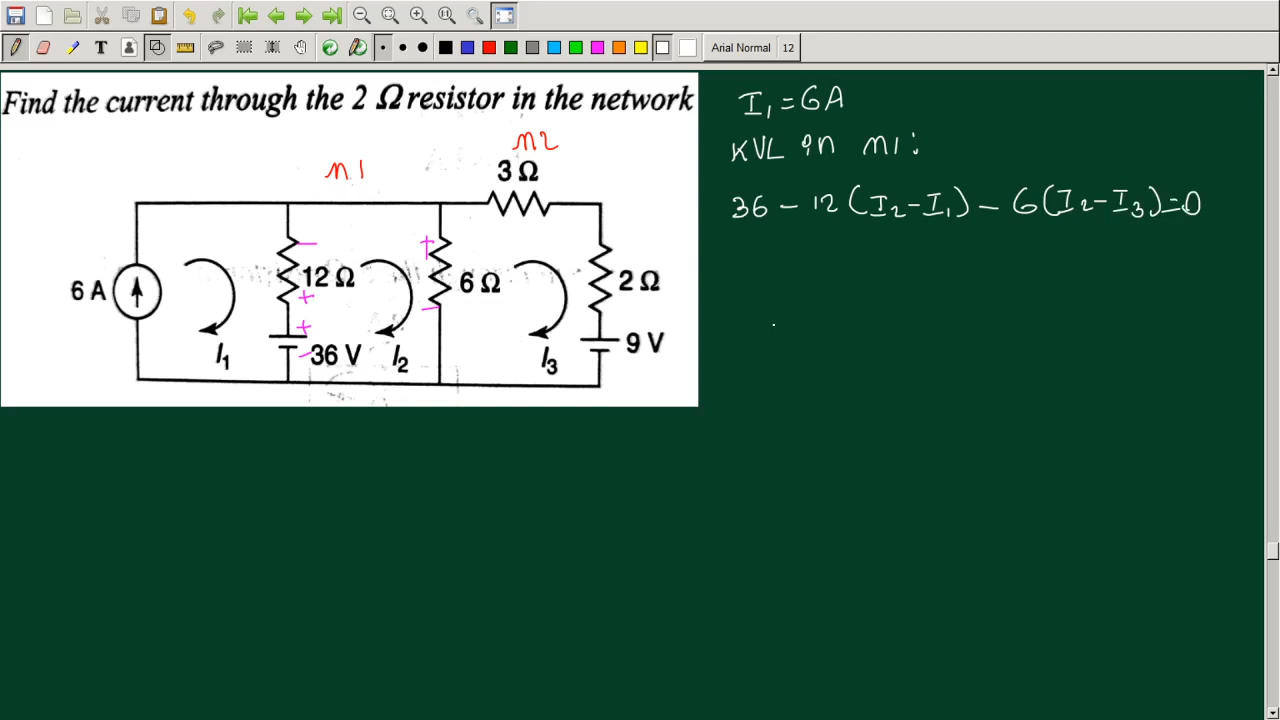 Arial Normal 12
Find the current through the 2 Ω resistor in the network
m1
m2
3 Ω
6 A
12 Ω
6 Ω
2 Ω
+
-
-
+
+
-
36 V
9 V
I1
I2
I3
I1 = 6A
KVL in m1:
36 - 12(I2-I1) - 6(I2-I3)=0